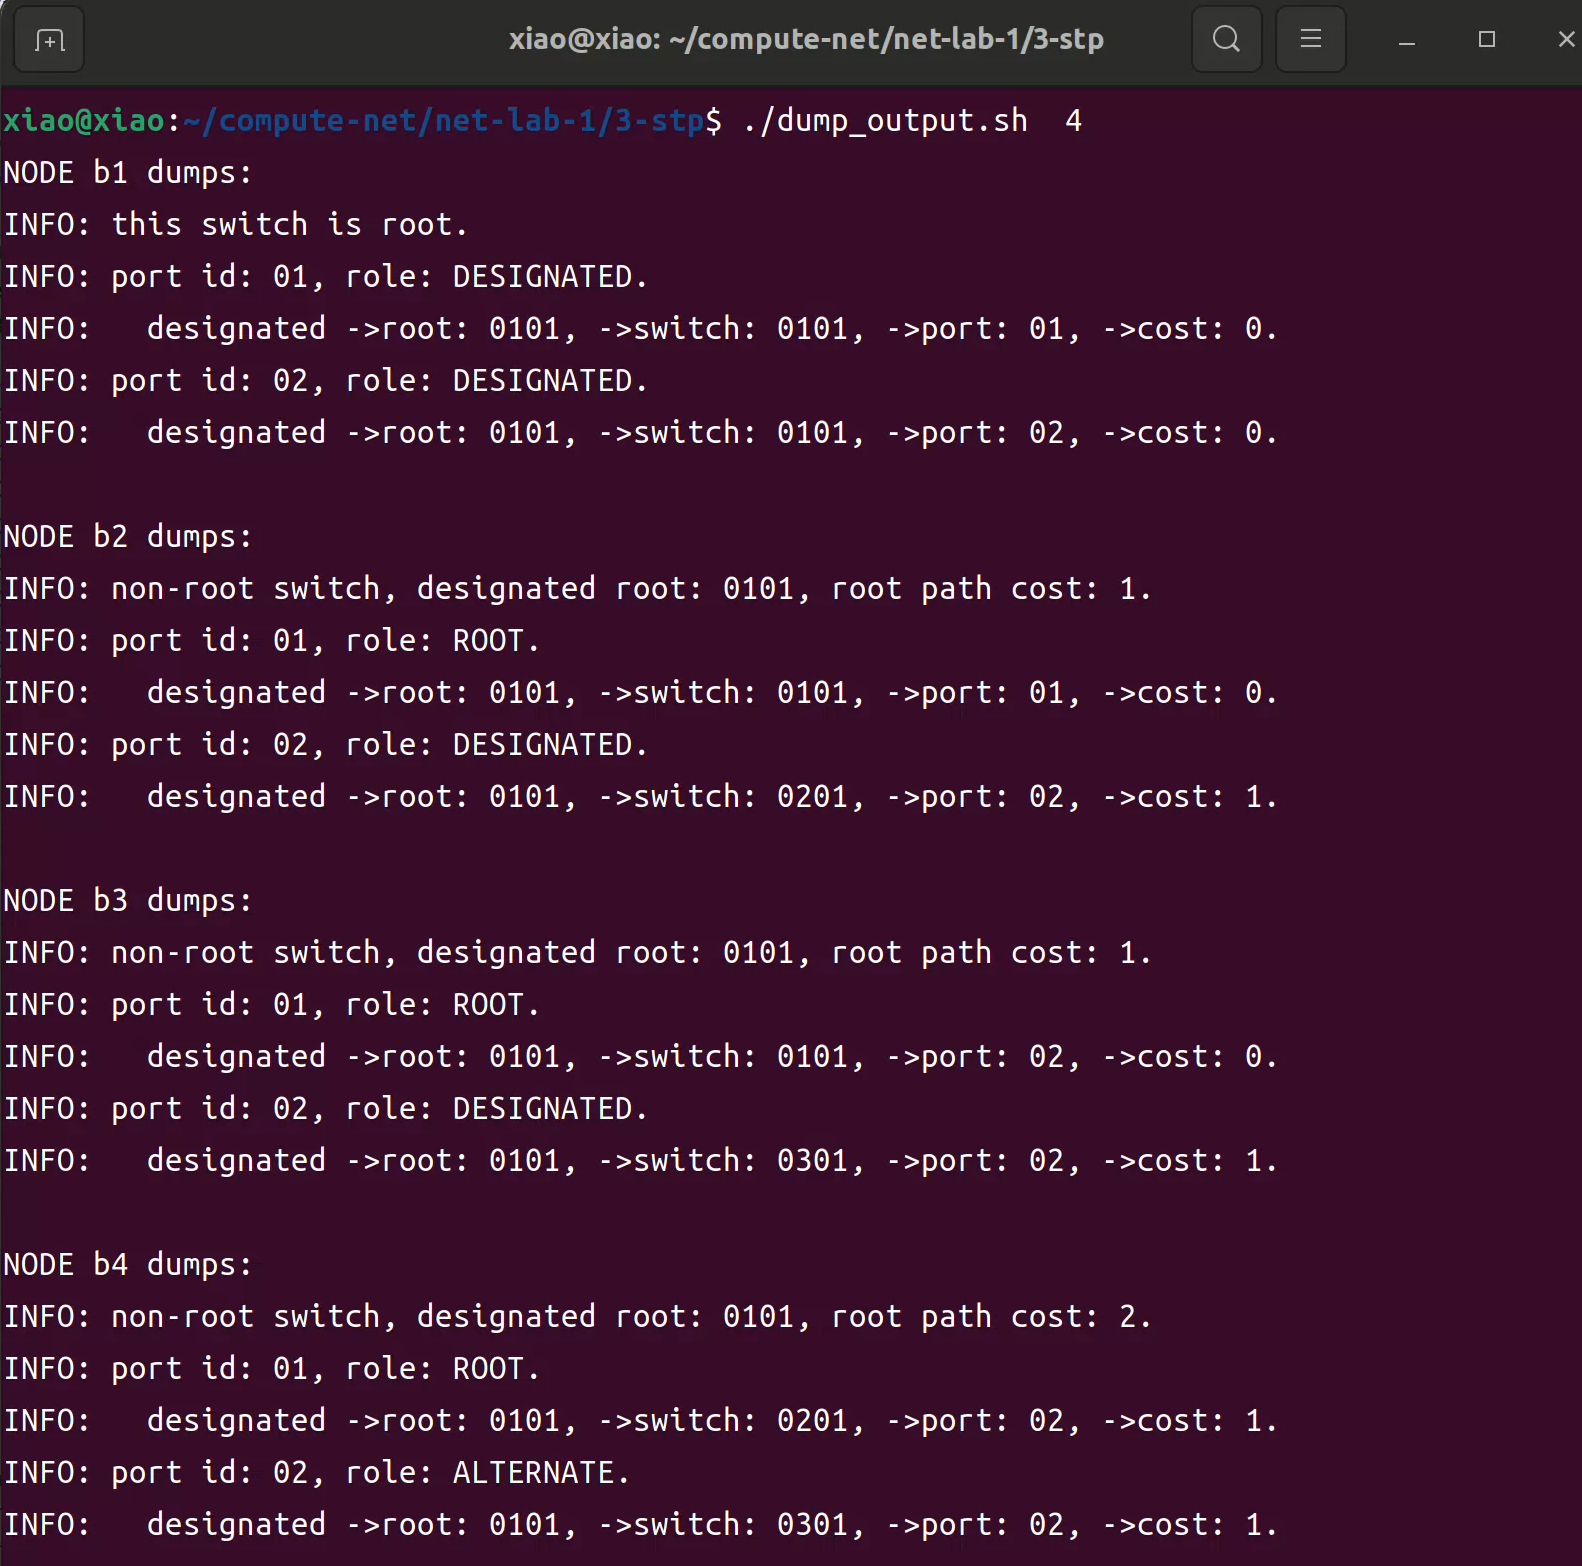 xiao@xiao: ~/compute-net/net-lab-1/3-stp
xiao@xiao:~/compute-net/net-lab-1/3-stp$ ./dump_output.sh  4
NODE b1 dumps:
INFO: this switch is root.
INFO: port id: 01, role: DESIGNATED.
INFO:   designated ->root: 0101, ->switch: 0101, ->port: 01, ->cost: 0.
INFO: port id: 02, role: DESIGNATED.
INFO:   designated ->root: 0101, ->switch: 0101, ->port: 02, ->cost: 0.
NODE b2 dumps:
INFO: non-root switch, designated root: 0101, root path cost: 1.
INFO: port id: 01, role: ROOT.
INFO:   designated ->root: 0101, ->switch: 0101, ->port: 01, ->cost: 0.
INFO: port id: 02, role: DESIGNATED.
INFO:   designated ->root: 0101, ->switch: 0201, ->port: 02, ->cost: 1.
NODE b3 dumps:
INFO: non-root switch, designated root: 0101, root path cost: 1.
INFO: port id: 01, role: ROOT.
INFO:   designated ->root: 0101, ->switch: 0101, ->port: 02, ->cost: 0.
INFO: port id: 02, role: DESIGNATED.
INFO:   designated ->root: 0101, ->switch: 0301, ->port: 02, ->cost: 1.
NODE b4 dumps:
INFO: non-root switch, designated root: 0101, root path cost: 2.
INFO: port id: 01, role: ROOT.
INFO:   designated ->root: 0101, ->switch: 0201, ->port: 02, ->cost: 1.
INFO: port id: 02, role: ALTERNATE.
INFO:   designated ->root: 0101, ->switch: 0301, ->port: 02, ->cost: 1.